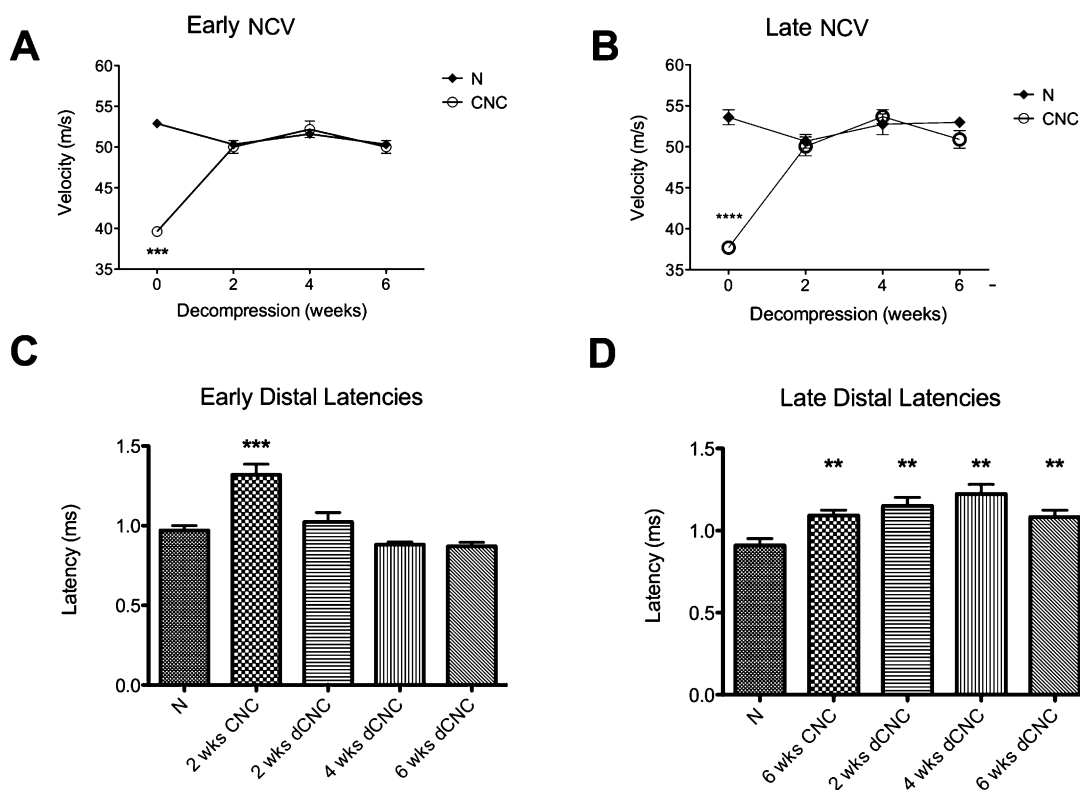 A
Early NCV
60
55
50
45
40
35
Velocity (m/s)
***
0 2 4 6
Decompression (weeks)
N
CNC
B
Late NCV
60
55
50
45
40
35
Velocity (m/s)
****
0 2 4 6 -
Decompression (weeks)
N
CNC
C
Early Distal Latencies
1.5
1.0
0.5
0.0
Latency (ms)
***
N
2 wks CNC
2 wks dCNC
4 wks dCNC
6 wks dCNC
D
Late Distal Latencies
1.5
1.0
0.5
0.0
Latency (ms)
** ** ** **
N
6 wks CNC
2 wks dCNC
4 wks dCNC
6 wks dCNC